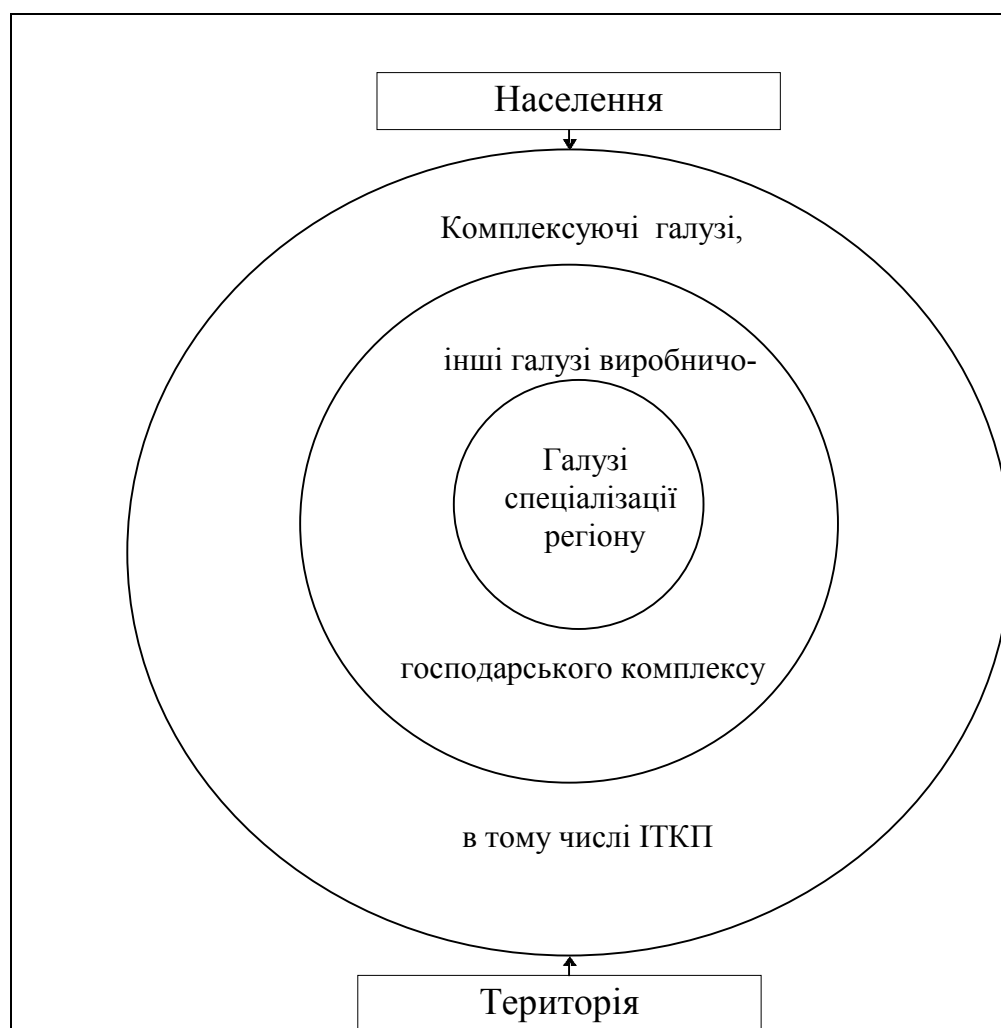 Населення
Комплексуючі галузі,
інші галузі виробничо-
Галузі
спеціалізації
регіону
господарського комплексу
в тому числі ІТКП
Територія